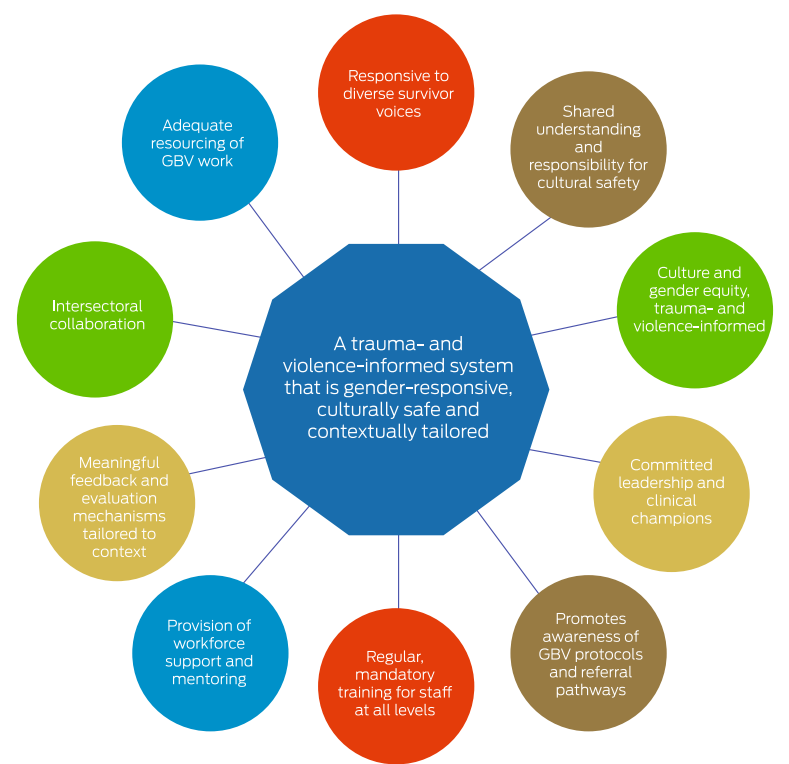 Responsive to
diverse survivor
voices
Shared
understanding
and
responsibility for
cultural safety
Culture and
gender equity,
trauma- and
violence-informed
Committed
leadership and
clinical
champions
Promotes
awareness of
GBV protocols
and referral
pathways
Regular,
mandatory
training for staff
at all levels
Provision of
workforce
support and
mentoring
Meaningful
feedback and
evaluation
mechanisms
tailored to
context
Intersectoral
collaboration
Adequate
resourcing of
GBV work
A trauma- and
violence-informed system
that is gender-responsive,
culturally safe and
contextually tailored